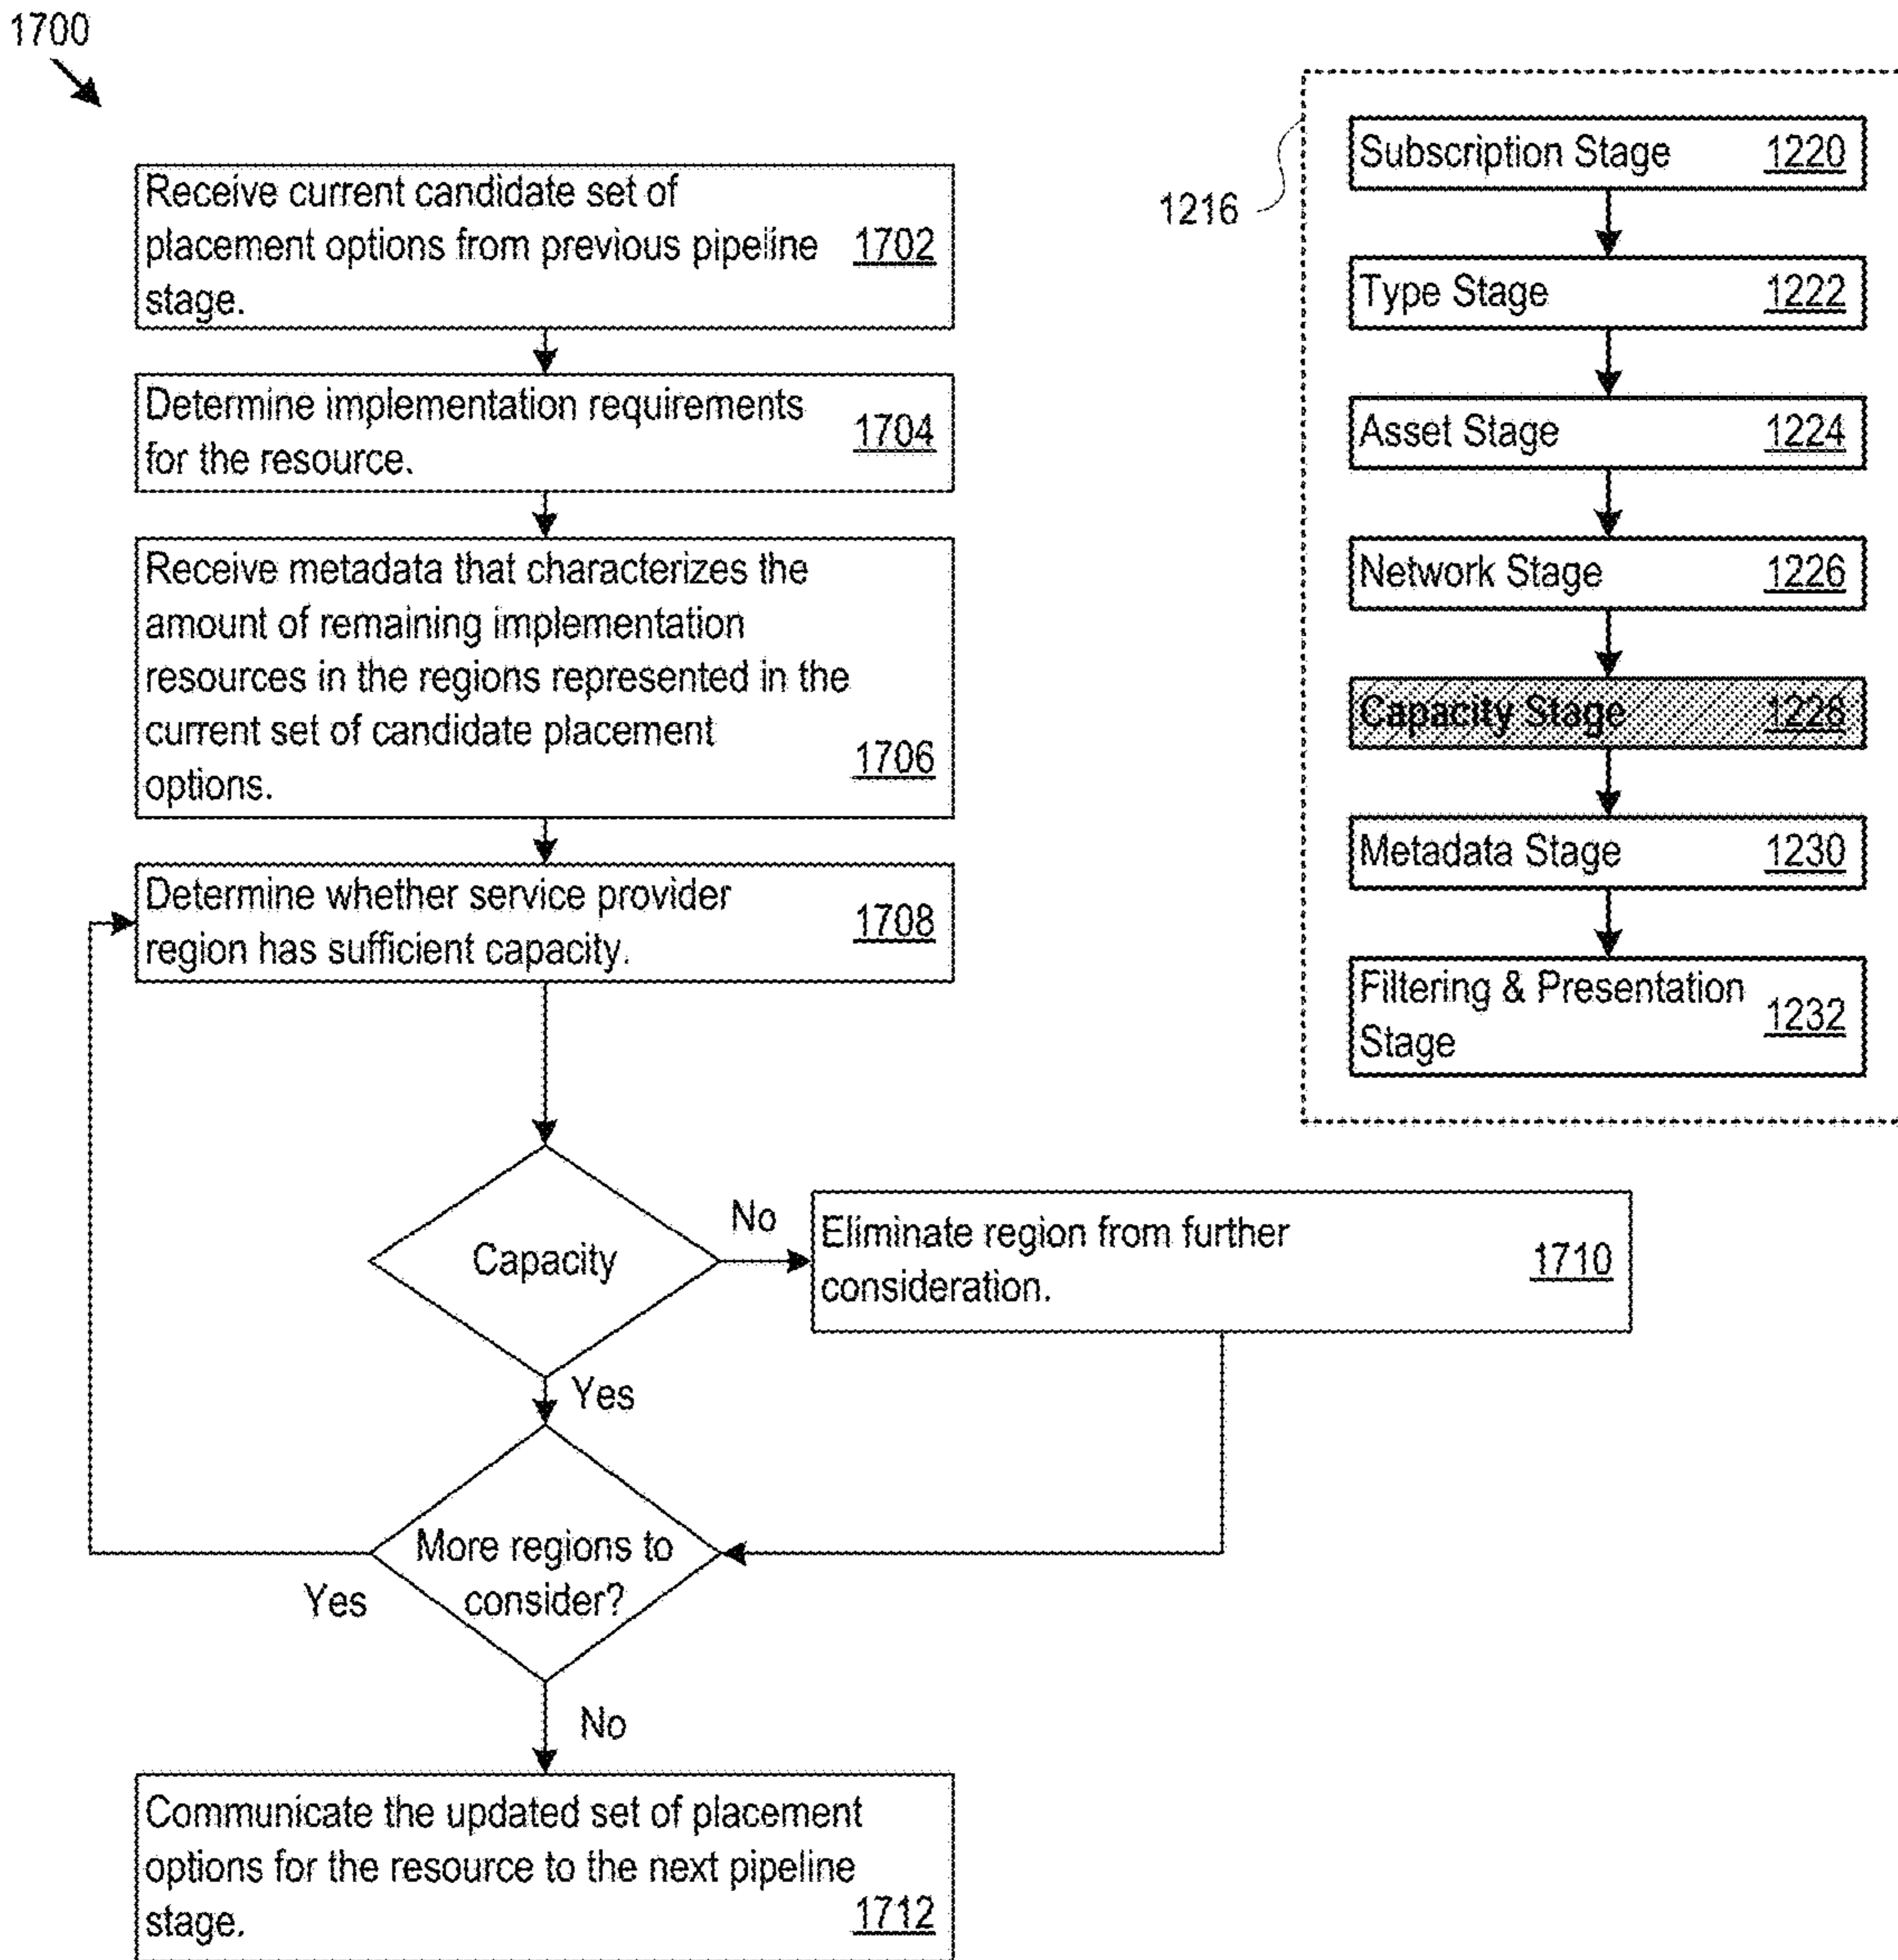 1700
Receive current candidate set of
placement options from previous pipeline 1702
stage.
Determine implementation requirements
for the resource. 1704
Receive metadata that characterizes the
amount of remaining implementation
resources in the regions represented in the
current set of candidate placement
options. 1706
Determine whether service provider
region has sufficient capacity. 1708
Capacity
No
Eliminate region from further
consideration. 1710
Yes
More regions to
consider?
Yes
No
Communicate the updated set of placement
options for the resource to the next pipeline
stage. 1712
1216
Subscription Stage 1220
Type Stage 1222
Asset Stage 1224
Network Stage 1226
Capacity Stage 1228
Metadata Stage 1230
Filtering & Presentation
Stage 1232